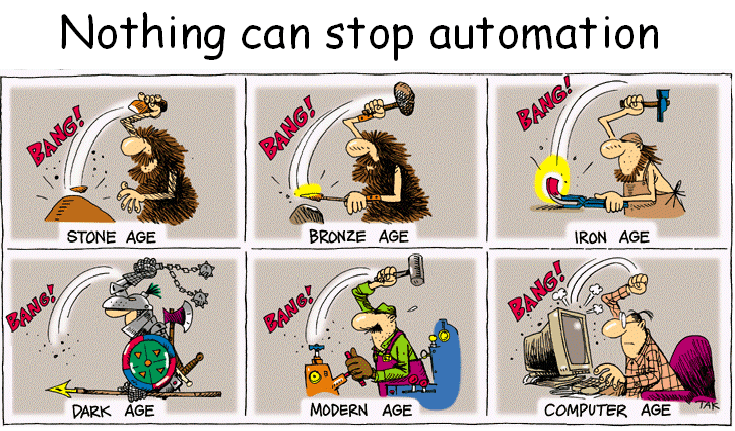 Nothing can stop automation
BANG!
STONE AGE
BANG!
BRONZE AGE
BANG!
IRON AGE
BANG!
DARK AGE
BANG!
MODERN AGE
BANG!
COMPUTER AGE
TAK